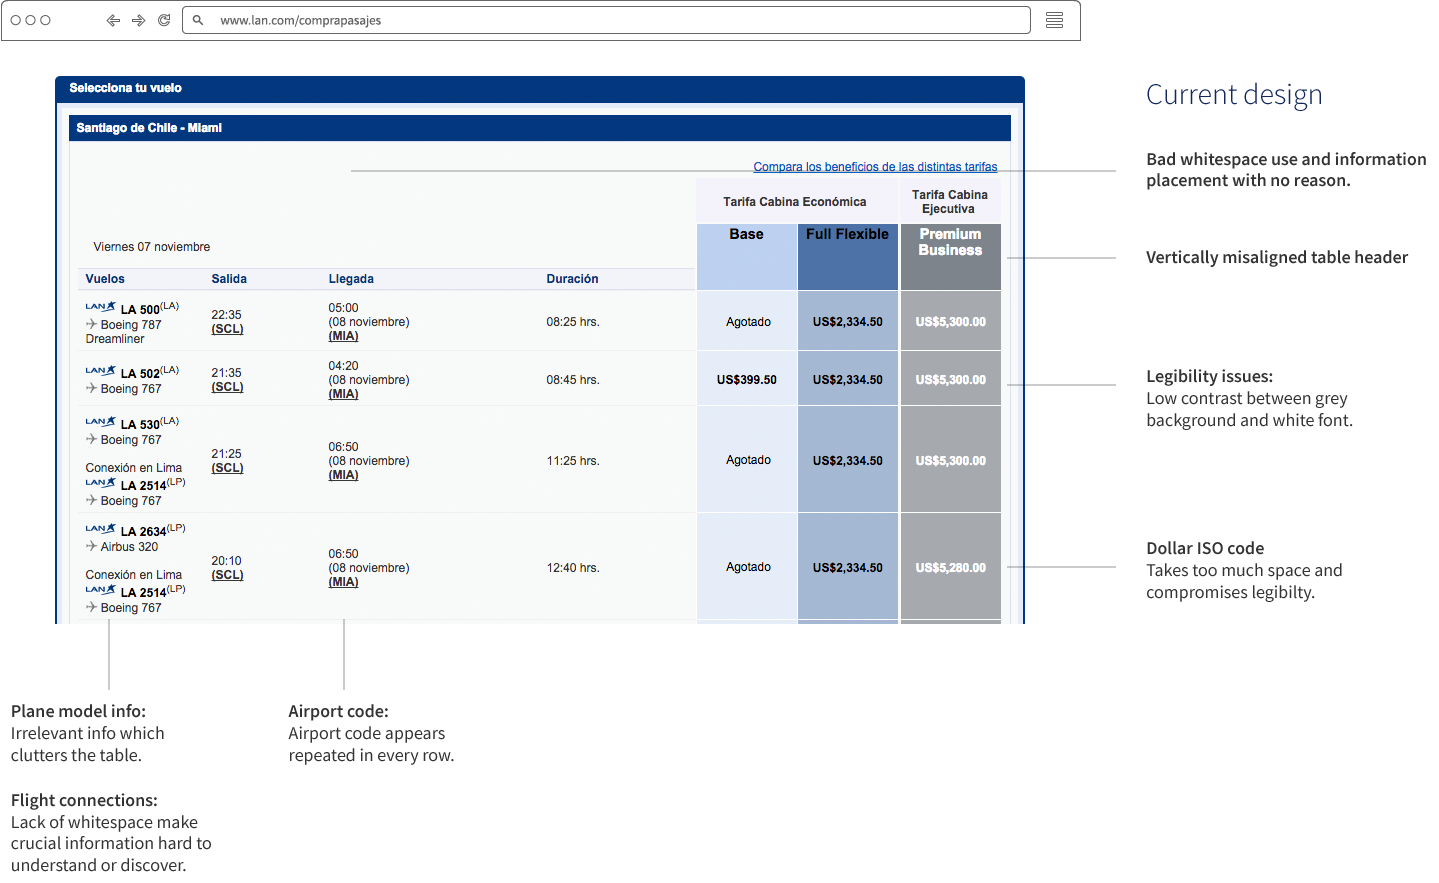 www.lan.com/comprapasajes
Selecciona tu vuelo
Santiago de Chile - Miami
Compara los beneficios de las distintas tarifas
Tarifa Cabina Económica
Tarifa Cabina
Ejecutiva
Viernes 07 noviembre
Base
Full Flexible
Premium
Business
Vuelos
Salida
Llegada
Duración
LAN LA 500(LA)
Boeing 787
Dreamliner
22:35
(SCL)
05:00
(08 noviembre)
(MIA)
08:25 hrs.
Agotado
US$2,334.50
US$5,300.00
LAN LA 502(LA)
Boeing 767
21:35
(SCL)
04:20
(08 noviembre)
(MIA)
08:45 hrs.
US$399.50
US$2,334.50
US$5,300.00
LAN LA 530(LA)
Boeing 767
Conexión en Lima
LAN LA 2514(LP)
Boeing 767
21:25
(SCL)
06:50
(08 noviembre)
(MIA)
11:25 hrs.
Agotado
US$2,334.50
US$5,300.00
LAN LA 2634(LP)
Airbus 320
Conexión en Lima
LAN LA 2514(LP)
Boeing 767
20:10
(SCL)
06:50
(08 noviembre)
(MIA)
12:40 hrs.
Agotado
US$2,334.50
US$5,280.00
Current design
Bad whitespace use and information
placement with no reason.
Vertically misaligned table header
Legibility issues:
Low contrast between grey
background and white font.
Dollar ISO code
Takes too much space and
compromises legibilty.
Plane model info:
Irrelevant info which
clutters the table.
Airport code:
Airport code appears
repeated in every row.
Flight connections:
Lack of whitespace make
crucial information hard to
understand or discover.